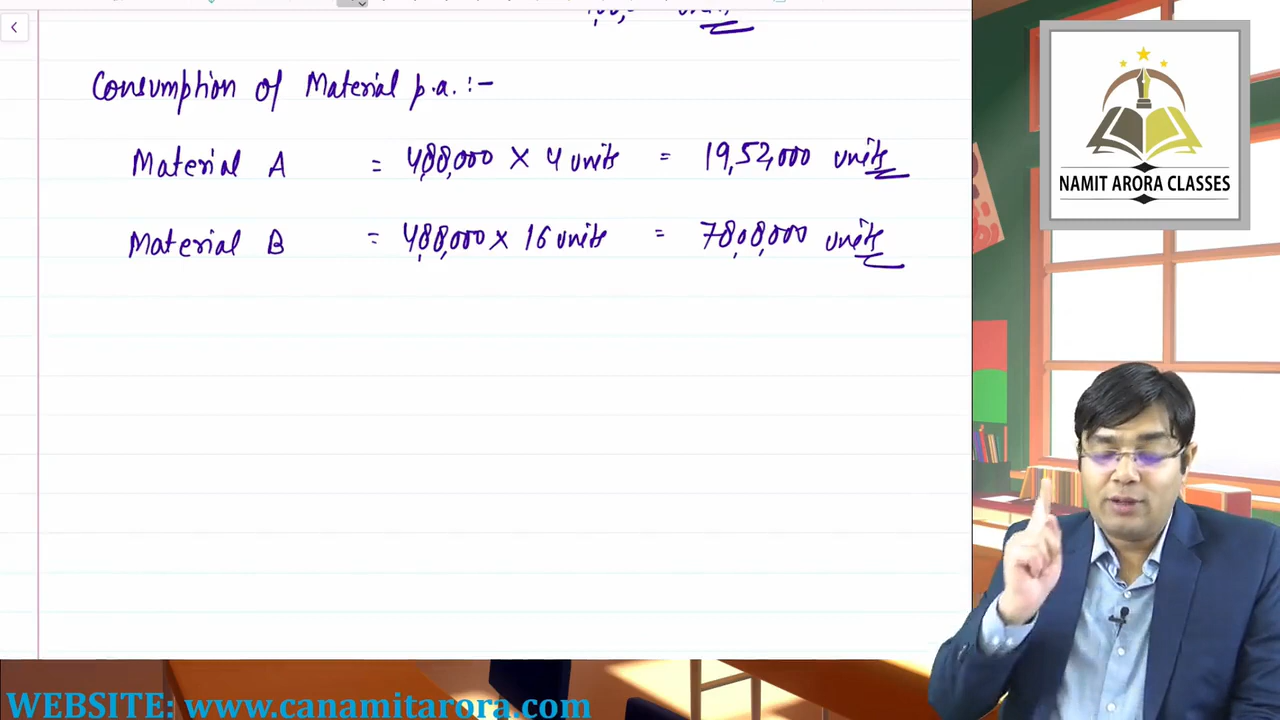 Consumption of Material p.a. :-
Material A = 488,000 × 4 units = 19,52,000 units
Material B = 488,000 × 16 units = 78,08,000 units
NAMIT ARORA CLASSES
WEBSITE: www.canamitarora.com